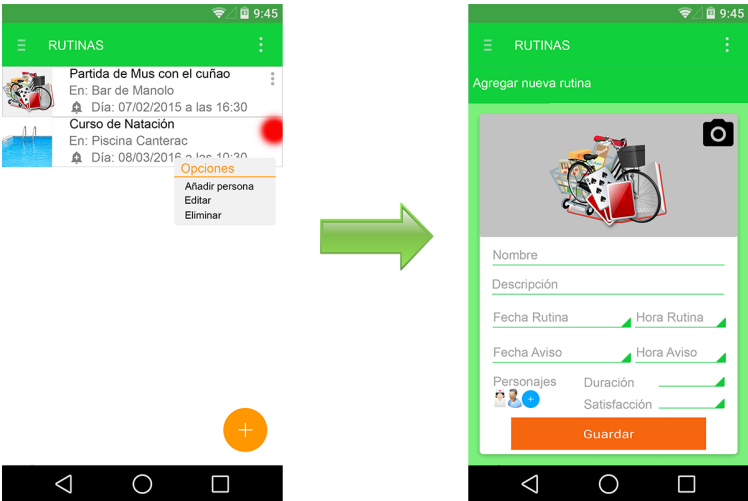 9:45
RUTINAS
Partida de Mus con el cuñao
En: Bar de Manolo
Día: 07/02/2015 a las 16:30
Curso de Natación
En: Piscina Canterac
Día: 08/03/2016 a las 10:30
Opciones
Añadir persona
Editar
Eliminar
9:45
RUTINAS
Agregar nueva rutina
Nombre
Descripción
Fecha Rutina Hora Rutina
Fecha Aviso Hora Aviso
Personajes Duración
Satisfacción
Guardar